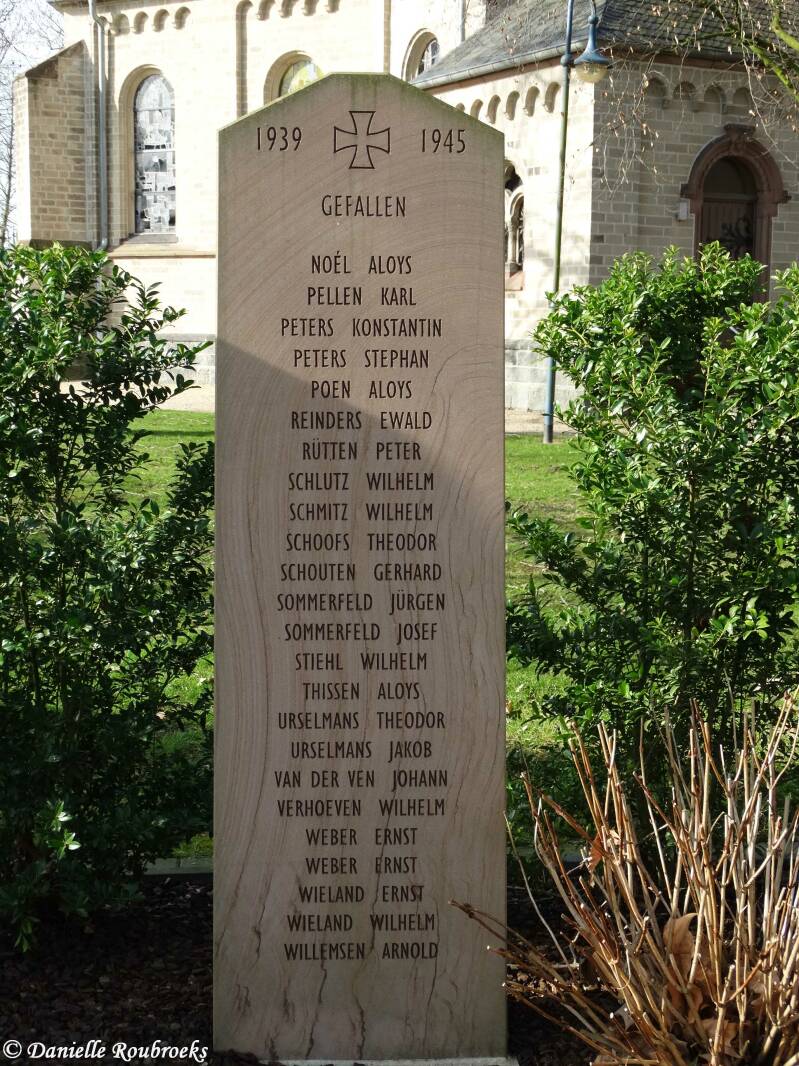 1939 1945
GEFALLEN
NOÉL ALOYS
PELLEN KARL
PETERS KONSTANTIN
PETERS STEPHAN
POEN ALOYS
REINDERS EWALD
RÜTTEN PETER
SCHLUTZ WILHELM
SCHMITZ WILHELM
SCHOOFS THEODOR
SCHOUTEN GERHARD
SOMMERFELD JÜRGEN
SOMMERFELD JOSEF
STIEHL WILHELM
THISSEN ALOYS
URSELMANS THEODOR
URSELMANS JAKOB
VAN DER VEN JOHANN
VERHOEVEN WILHELM
WEBER ERNST
WEBER ERNST
WIELAND ERNST
WIELAND WILHELM
WILLEMSEN ARNOLD
© Danielle Roubroeks